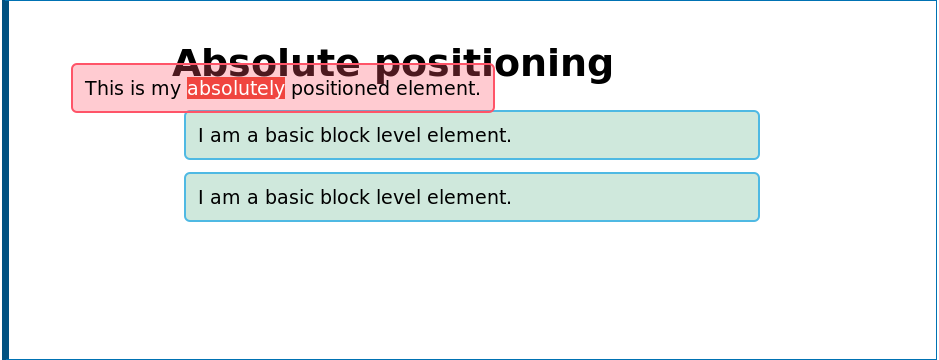 Absolute positioning
This is my absolutely positioned element.
I am a basic block level element.
I am a basic block level element.